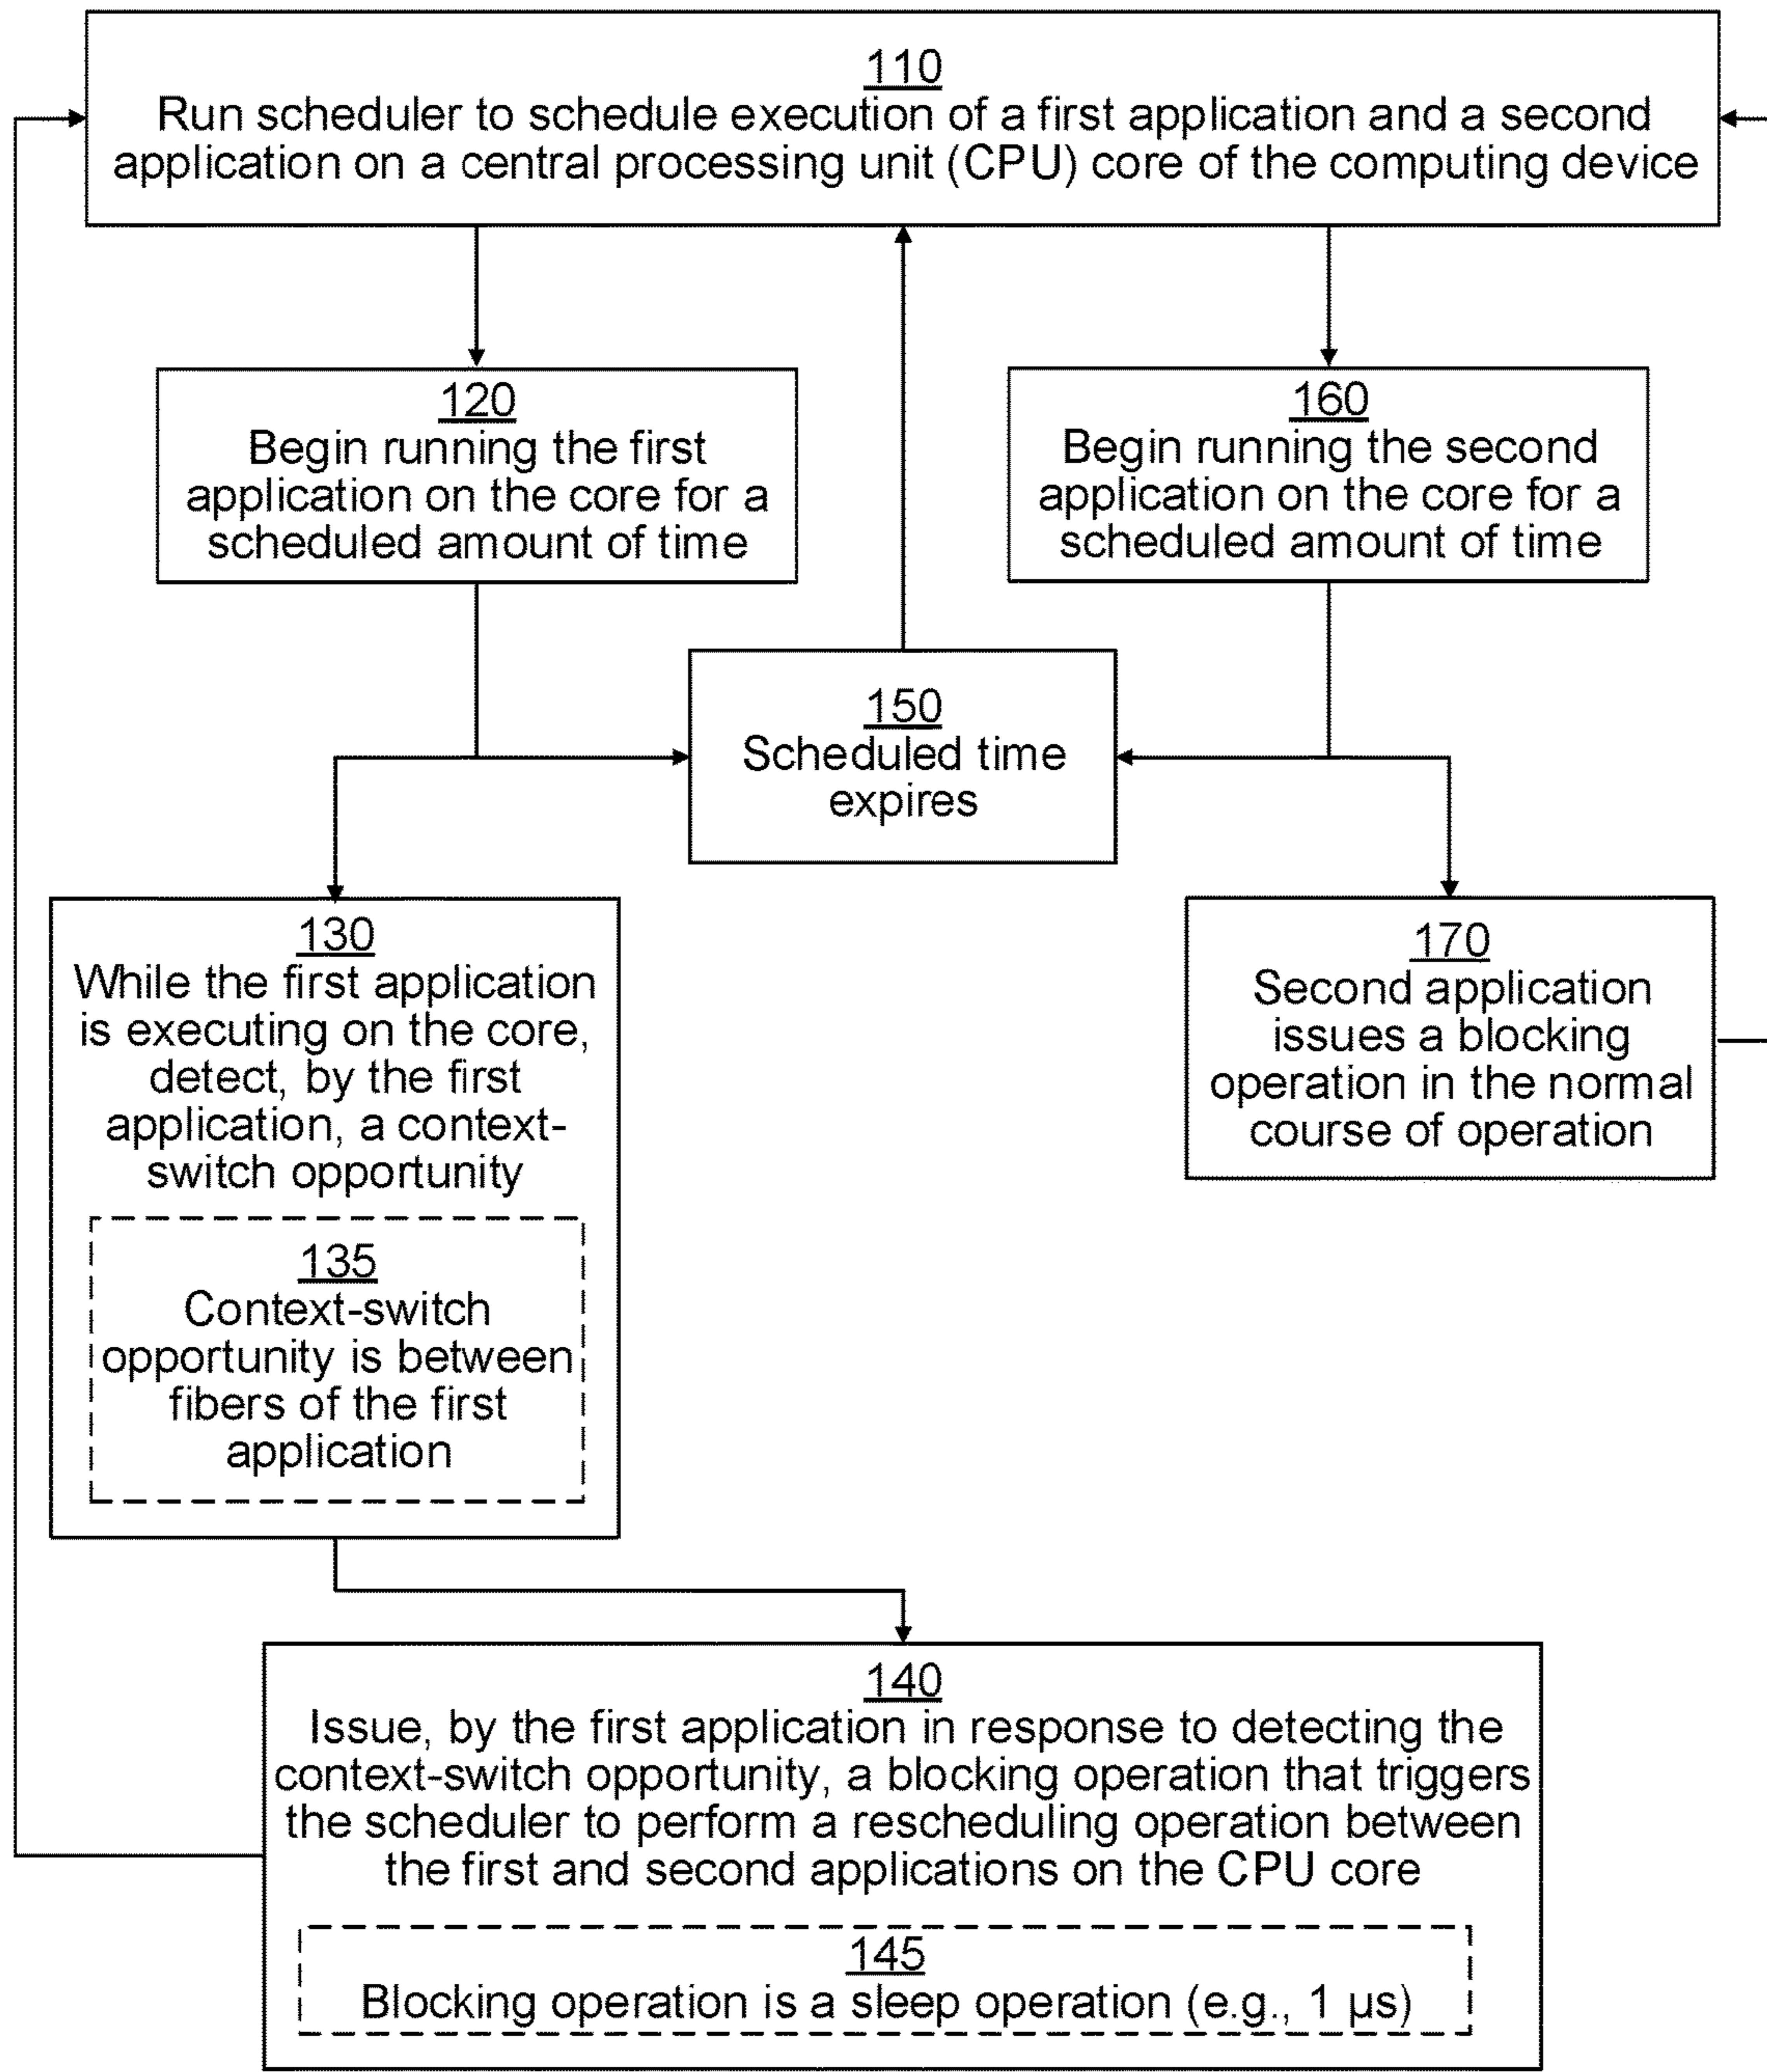 110
Run scheduler to schedule execution of a first application and a second
application on a central processing unit (CPU) core of the computing device
120
Begin running the first
application on the core for a
scheduled amount of time
160
Begin running the second
application on the core for a
scheduled amount of time
150
Scheduled time
expires
130
While the first application
is executing on the core,
detect, by the first
application, a context-
switch opportunity
135
Context-switch
opportunity is between
fibers of the first
application
170
Second application
issues a blocking
operation in the normal
course of operation
140
Issue, by the first application in response to detecting the
context-switch opportunity, a blocking operation that triggers
the scheduler to perform a rescheduling operation between
the first and second applications on the CPU core
145
Blocking operation is a sleep operation (e.g., 1 µs)